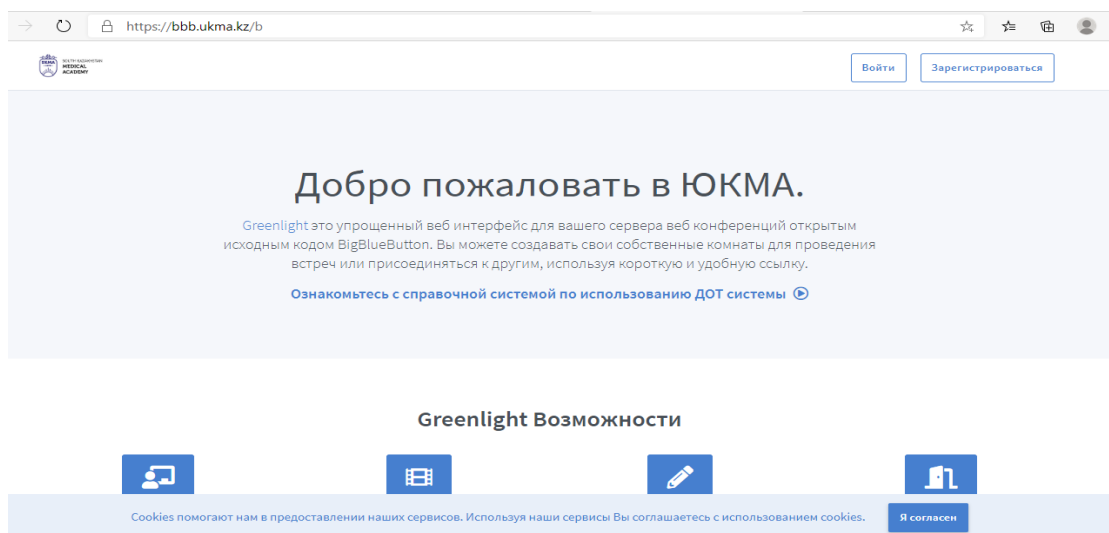 https://bbb.ukma.kz/b
SOUTH KAZAKHSTAN
MEDICAL
ACADEMY
Войти
Зарегистрироваться
Добро пожаловать в ЮКМА.
Greenlight это упрощенный веб интерфейс для вашего сервера веб конференций открытым
исходным кодом BigBlueButton. Вы можете создавать свои собственные комнаты для проведения
встреч или присоединяться к другим, используя короткую и удобную ссылку.
Ознакомьтесь с справочной системой по использованию ДОТ системы
Greenlight Возможности
Cookies помогают нам в предоставлении наших сервисов. Используя наши сервисы Вы соглашаетесь с использованием cookies.
Я согласен